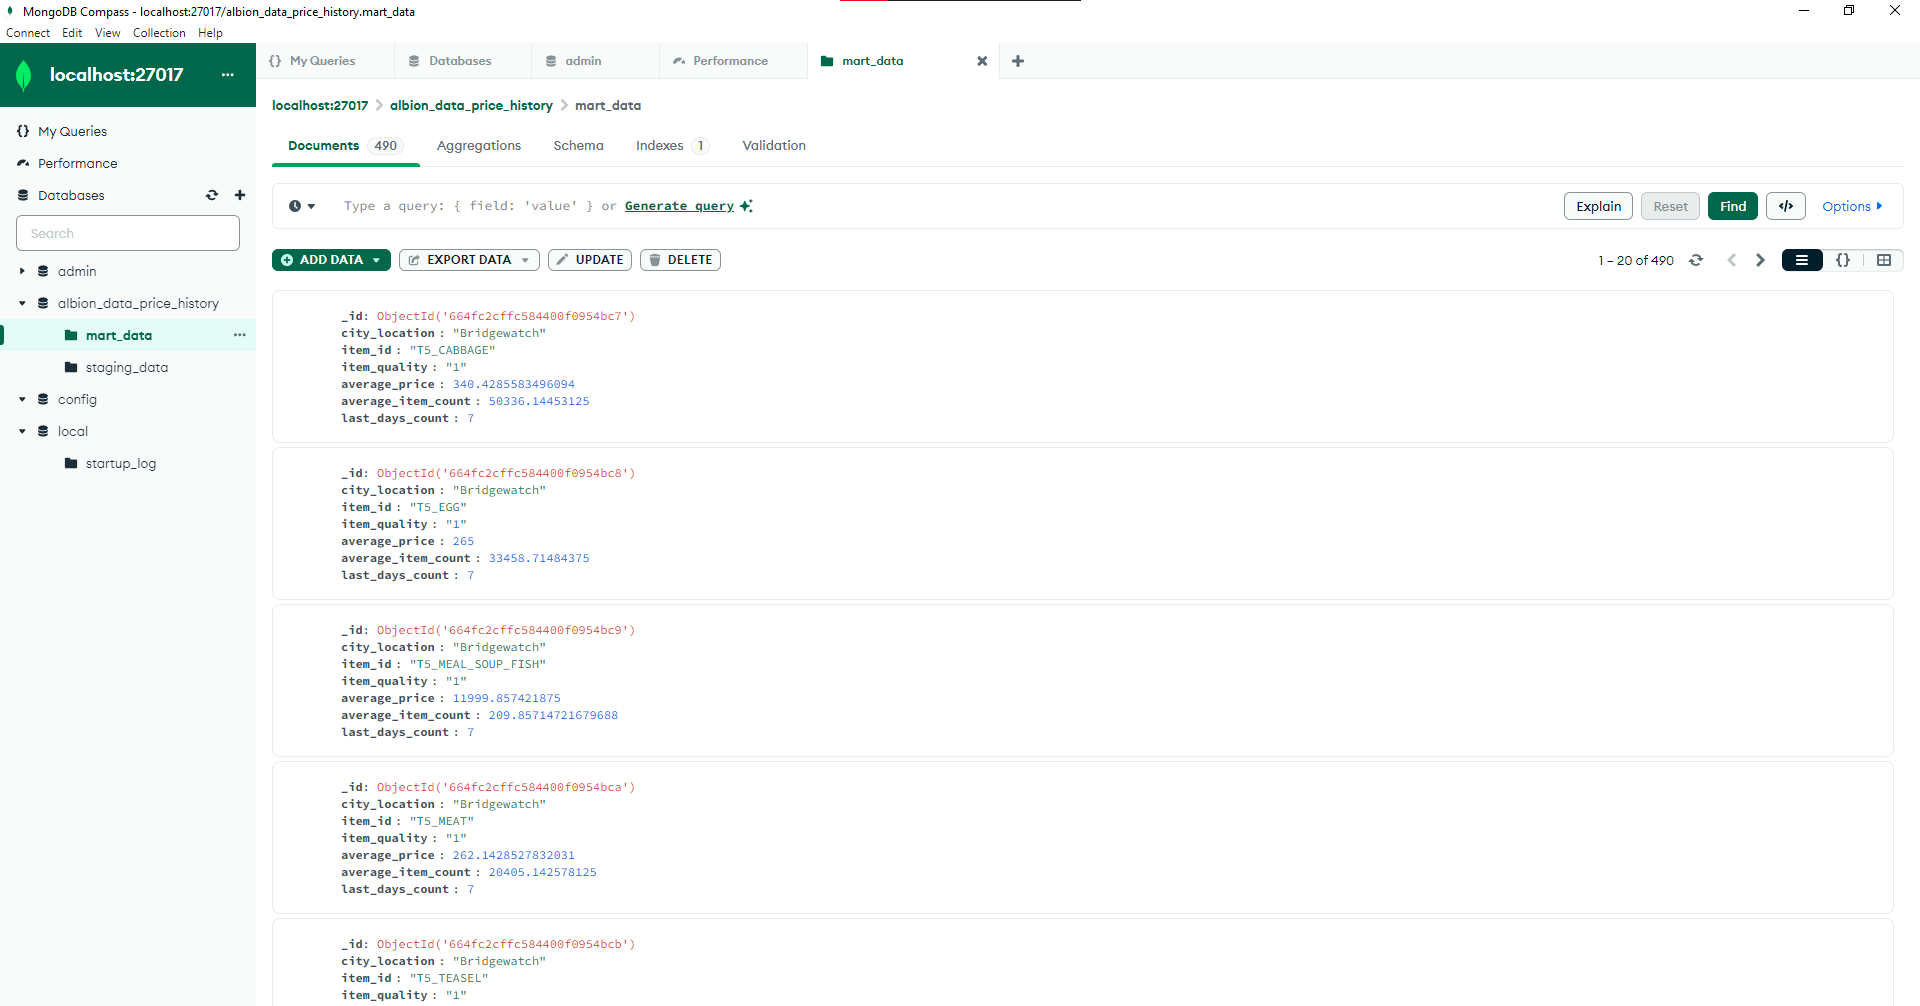 MongoDB Compass - localhost:27017/albion_data_price_history.mart_data
Connect Edit View Collection Help
localhost:27017 ...
My Queries
Performance
Databases
Search
admin
albion_data_price_history
mart_data ...
staging_data
config
local
startup_log
{} My Queries Databases admin Performance mart_data
localhost:27017 > albion_data_price_history > mart_data
Documents 490 Aggregations Schema Indexes 1 Validation
Type a query: { field: 'value' } or Generate query
Explain Reset Find </> Options
ADD DATA EXPORT DATA UPDATE DELETE
1 – 20 of 490 {}
_id: ObjectId('664fc2cffc584400f0954bc7')
city_location : "Bridgewatch"
item_id : "T5_CABBAGE"
item_quality : "1"
average_price : 340.4285583496094
average_item_count : 50336.14453125
last_days_count : 7
_id: ObjectId('664fc2cffc584400f0954bc8')
city_location : "Bridgewatch"
item_id : "T5_EGG"
item_quality : "1"
average_price : 265
average_item_count : 33458.71484375
last_days_count : 7
_id: ObjectId('664fc2cffc584400f0954bc9')
city_location : "Bridgewatch"
item_id : "T5_MEAL_SOUP_FISH"
item_quality : "1"
average_price : 11999.857421875
average_item_count : 209.85714721679688
last_days_count : 7
_id: ObjectId('664fc2cffc584400f0954bca')
city_location : "Bridgewatch"
item_id : "T5_MEAT"
item_quality : "1"
average_price : 262.1428527832031
average_item_count : 20405.142578125
last_days_count : 7
_id: ObjectId('664fc2cffc584400f0954bcb')
city_location : "Bridgewatch"
item_id : "T5_TEASEL"
item_quality : "1"